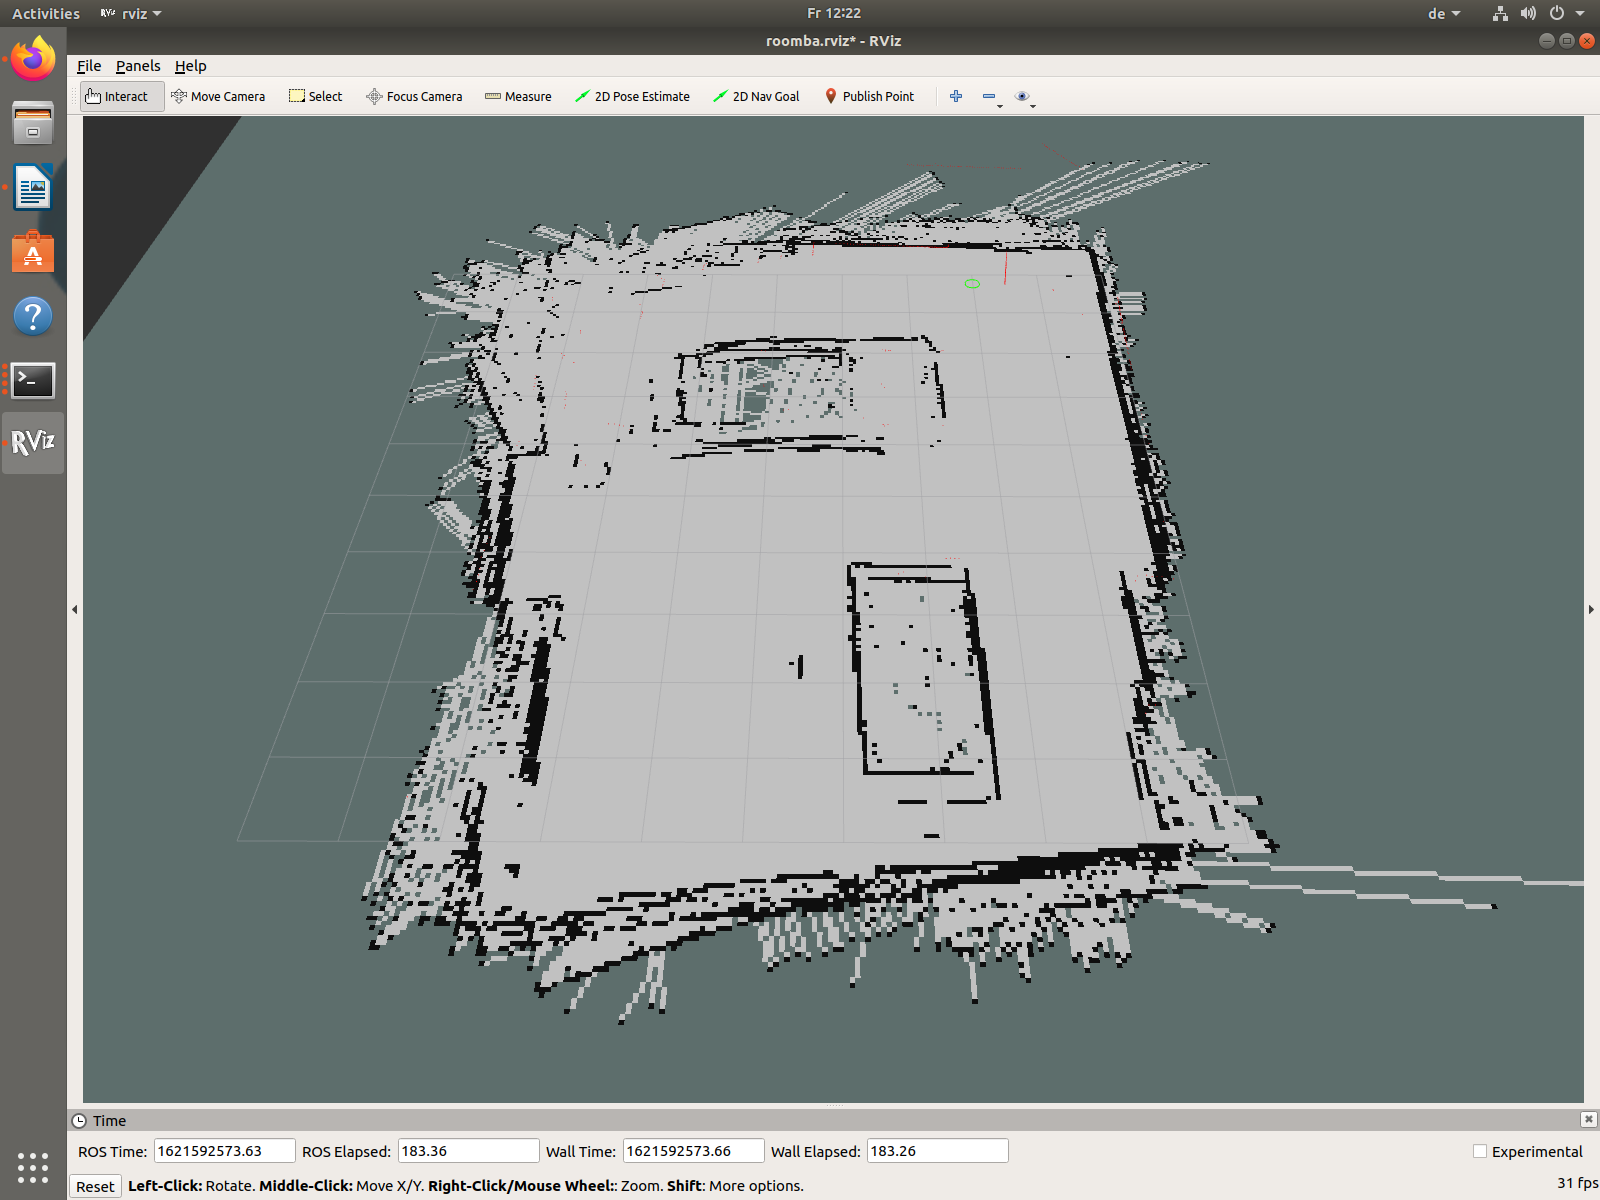 Activities RViz rviz Fr 12:22 de
roomba.rviz* - RViz
File Panels Help
Interact Move Camera Select Focus Camera Measure 2D Pose Estimate 2D Nav Goal Publish Point
RViz
Time
ROS Time: 1621592573.63 ROS Elapsed: 183.36 Wall Time: 1621592573.66 Wall Elapsed: 183.26 Experimental
Reset Left-Click: Rotate. Middle-Click: Move X/Y. Right-Click/Mouse Wheel:: Zoom. Shift: More options. 31 fps